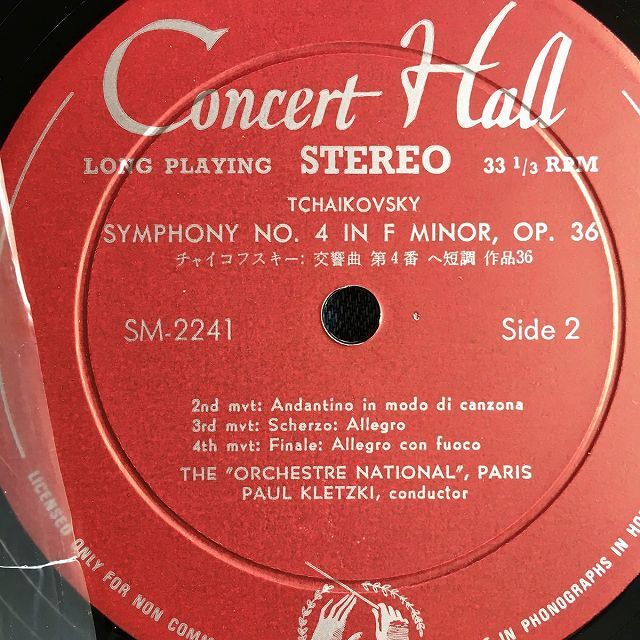 Concert Hall
LONG PLAYING STEREO 33 1/3 RPM
TCHAIKOVSKY
SYMPHONY NO. 4 IN F MINOR, OP. 36
チャイコフスキー: 交響曲 第4番 ヘ短調 作品36
SM-2241 Side 2
2nd mvt: Andantino in modo di canzona
3rd mvt: Scherzo: Allegro
4th mvt: Finale: Allegro con fuoco
THE "ORCHESTRE NATIONAL", PARIS
PAUL KLETZKI, conductor
LICENSED ONLY FOR NON
IN PHONOGRAPHS IN